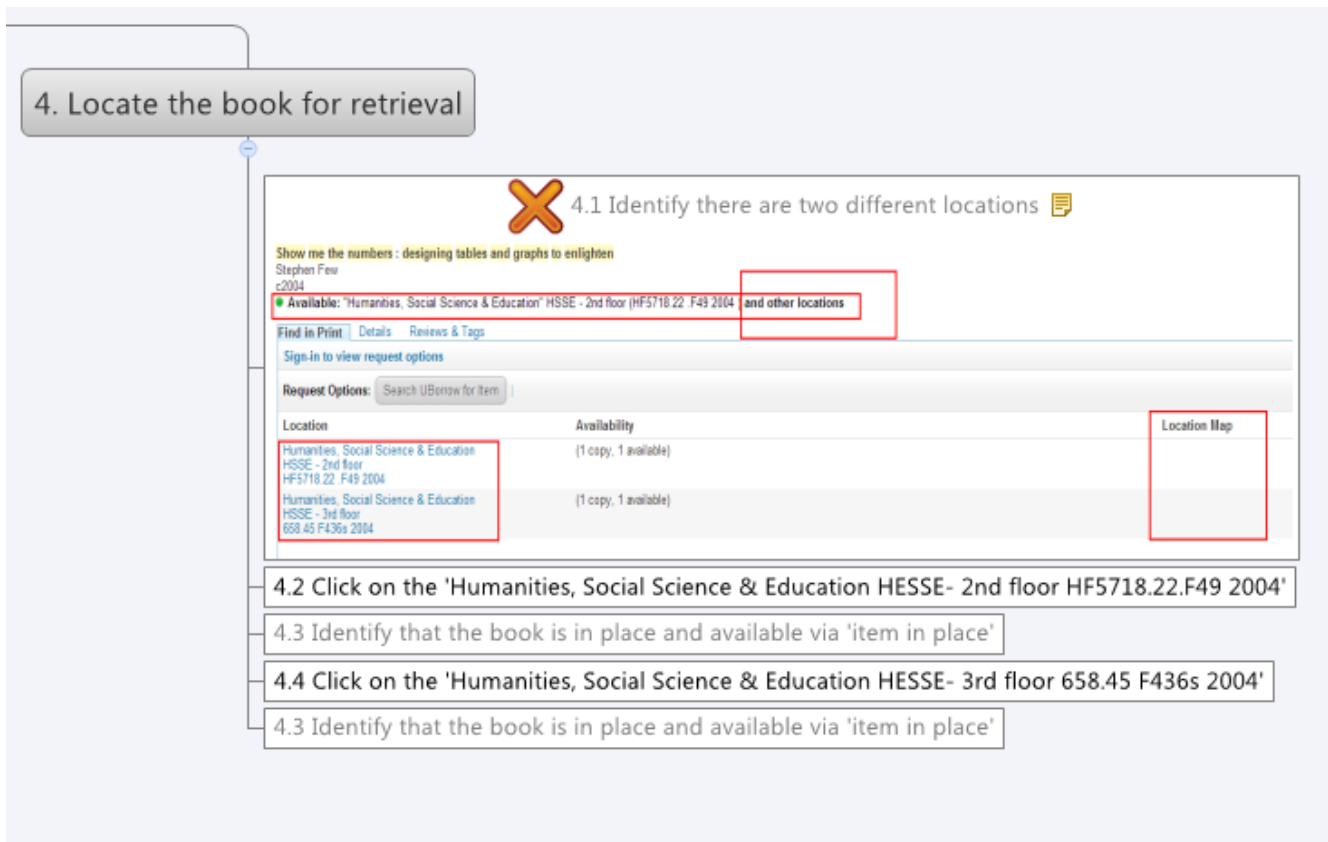 4. Locate the book for retrieval
4.1 Identify there are two different locations
Show me the numbers : designing tables and graphs to enlighten
Stephen Few
c2004
Available: "Humanities, Social Science & Education" HSSE - 2nd floor (HF5718.22 .F49 2004 ) and other locations
Find in Print Details Reviews & Tags
Sign-in to view request options
Request Options: Search UBorrow for Item
Location Availability Location Map
Humanities, Social Science & Education (1 copy, 1 available)
HSSE - 2nd floor
HF5718.22 .F49 2004
Humanities, Social Science & Education (1 copy, 1 available)
HSSE - 3rd floor
658.45 F436s 2004
4.2 Click on the 'Humanities, Social Science & Education HESSE- 2nd floor HF5718.22.F49 2004'
4.3 Identify that the book is in place and available via 'item in place'
4.4 Click on the 'Humanities, Social Science & Education HESSE- 3rd floor 658.45 F436s 2004'
4.3 Identify that the book is in place and available via 'item in place'